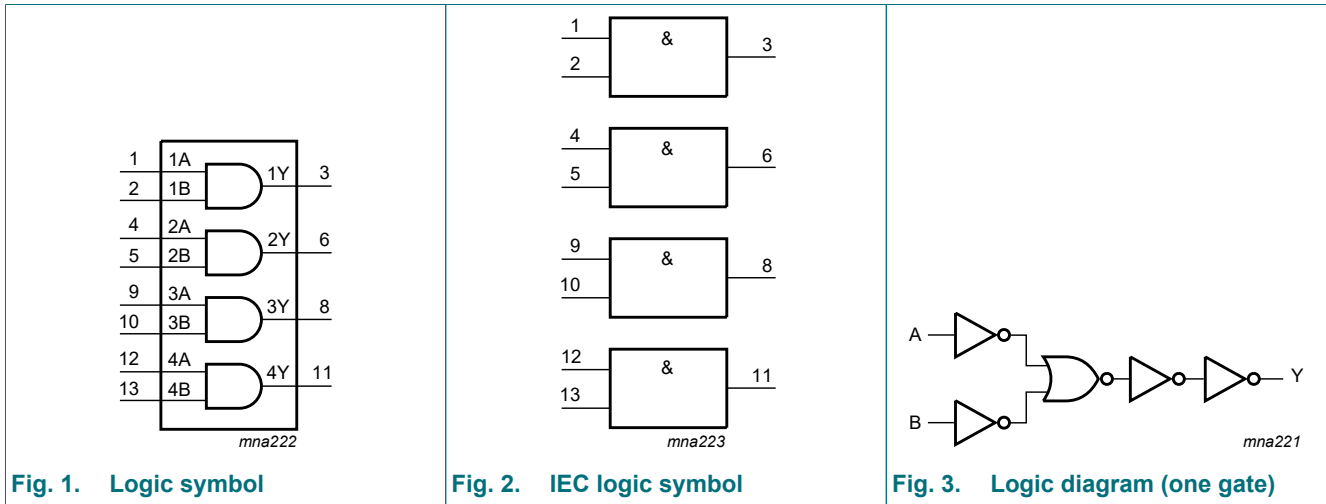 1 1A 1Y 3
2 1B
4 2A 2Y 6
5 2B
9 3A 3Y 8
10 3B
12 4A 4Y 11
13 4B
mna222
Fig. 1. Logic symbol
1 & 3
2
4 & 6
5
9 & 8
10
12 & 11
13
mna223
Fig. 2. IEC logic symbol
A
Y
B
mna221
Fig. 3. Logic diagram (one gate)